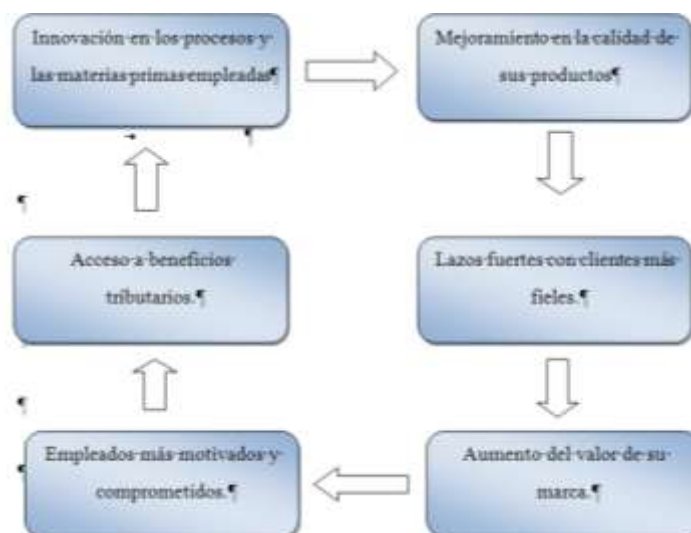 Innovación en los procesos y
las materias primas empleadas¶
Mejoramiento en la calidad de
sus productos¶
Lazos fuertes con clientes más
fieles.¶
Aumento del valor de su
marca.¶
Empleados más motivados y
comprometidos.¶
Acceso a beneficios
tributarios.¶